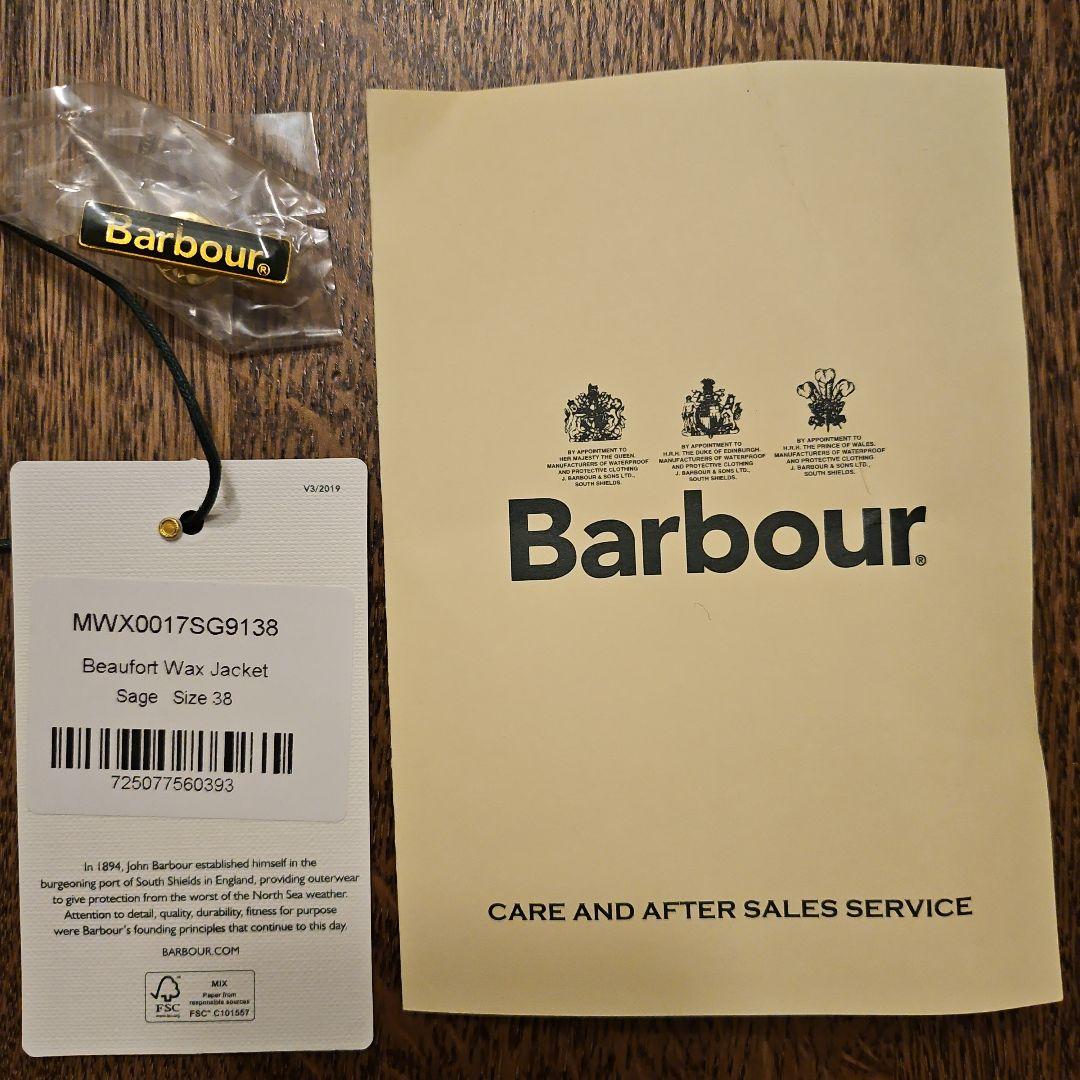 Barbour®
V3/2019
MWX0017SG9138
Beaufort Wax Jacket
Sage Size 38
725077560393
In 1894, John Barbour established himself in the
burgeoning port of South Shields in England, providing outerwear
to give protection from the worst of the North Sea weather.
Attention to detail, quality, durability, fitness for purpose
were Barbour's founding principles that continue to this day.
BARBOUR.COM
FSC
www.fsc.org
MIX
Paper from
responsible sources
FSC™ C101557
BY APPOINTMENT TO
HER MAJESTY THE QUEEN.
MANUFACTURERS OF WATERPROOF
AND PROTECTIVE CLOTHING
J. BARBOUR & SONS LTD.,
SOUTH SHIELDS.
BY APPOINTMENT TO
H.R.H. THE DUKE OF EDINBURGH.
MANUFACTURERS OF WATERPROOF
AND PROTECTIVE CLOTHING
J. BARBOUR & SONS LTD.,
SOUTH SHIELDS.
BY APPOINTMENT TO
H.R.H. THE PRINCE OF WALES.
MANUFACTURERS OF WATERPROOF
AND PROTECTIVE CLOTHING
J. BARBOUR & SONS LTD.,
SOUTH SHIELDS.
Barbour®
CARE AND AFTER SALES SERVICE